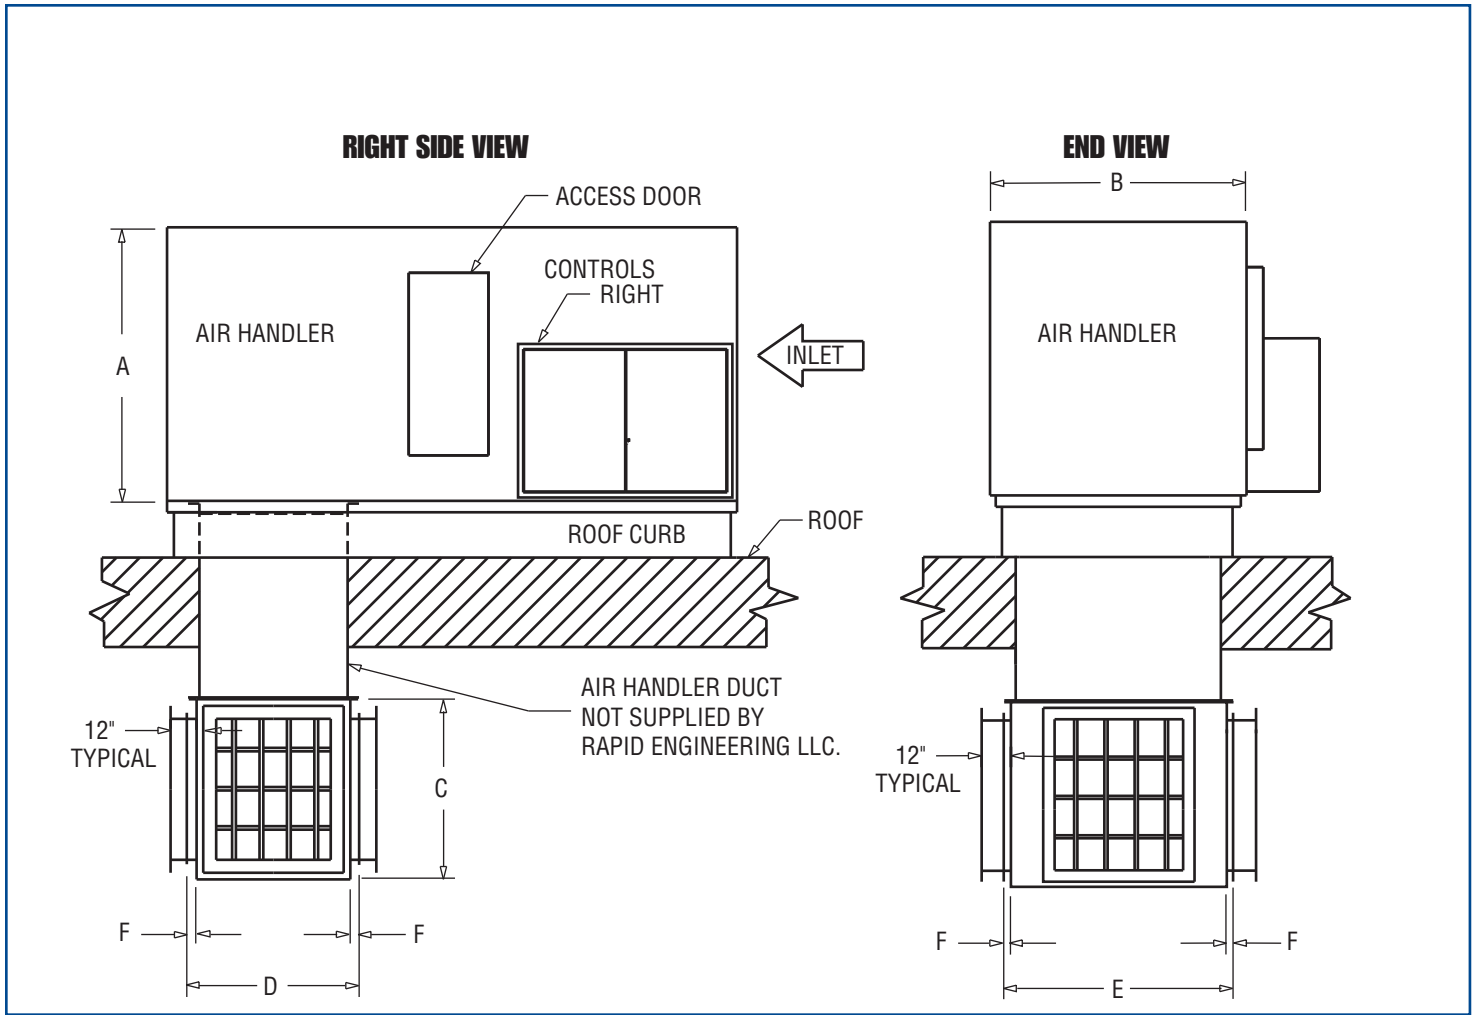 RIGHT SIDE VIEW
ACCESS DOOR
CONTROLS
RIGHT
AIR HANDLER
A
INLET
ROOF CURB
ROOF
AIR HANDLER DUCT
NOT SUPPLIED BY
RAPID ENGINEERING LLC.
12"
TYPICAL
C
F
F
D
END VIEW
B
AIR HANDLER
12"
TYPICAL
F
F
E